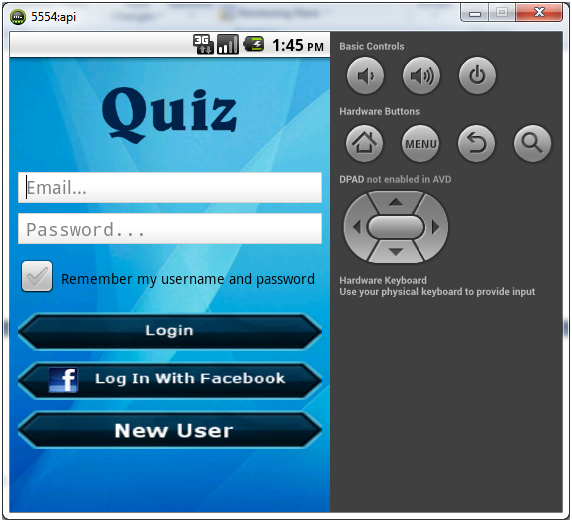 5554:api
3G
1:45 PM
Quiz
Email...
Password...
Remember my username and password
Login
f Log In With Facebook
New User
Basic Controls
Hardware Buttons
MENU
DPAD not enabled in AVD
Hardware Keyboard
Use your physical keyboard to provide input